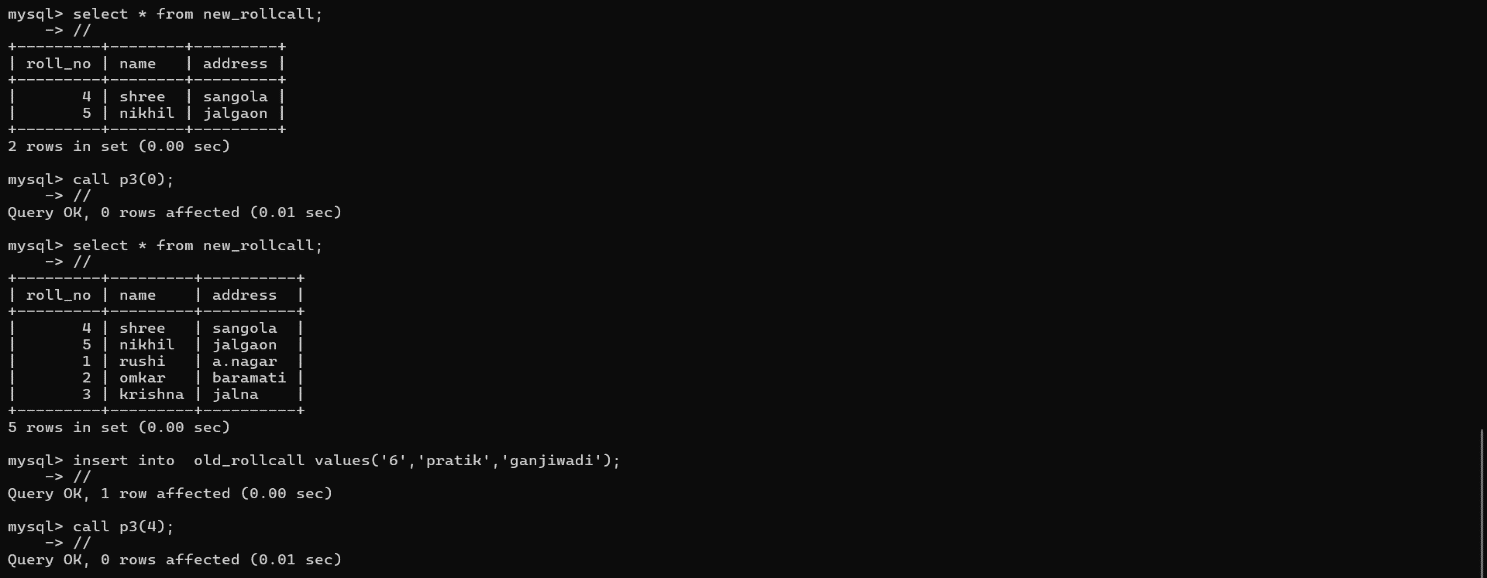 mysql> select * from new_rollcall;
    -> //
+---------+--------+---------+
| roll_no | name   | address |
+---------+--------+---------+
|       4 | shree  | sangola |
|       5 | nikhil | jalgaon |
+---------+--------+---------+
2 rows in set (0.00 sec)

mysql> call p3(0);
    -> //
Query OK, 0 rows affected (0.01 sec)

mysql> select * from new_rollcall;
    -> //
+---------+---------+----------+
| roll_no | name    | address  |
+---------+---------+----------+
|       4 | shree   | sangola  |
|       5 | nikhil  | jalgaon  |
|       1 | rushi   | a.nagar  |
|       2 | omkar   | baramati |
|       3 | krishna | jalna    |
+---------+---------+----------+
5 rows in set (0.00 sec)

mysql> insert into  old_rollcall values('6','pratik','ganjiwadi');
    -> //
Query OK, 1 row affected (0.00 sec)

mysql> call p3(4);
    -> //
Query OK, 0 rows affected (0.01 sec)